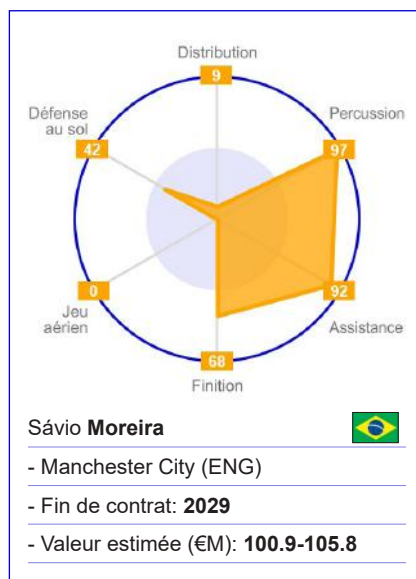 Distribution
9
Défense
au sol
42
Percussion
97
0
Jeu
aérien
92
Assistance
68
Finition
Sávio Moreira
- Manchester City (ENG)
- Fin de contrat: 2029
- Valeur estimée (€M): 100.9-105.8